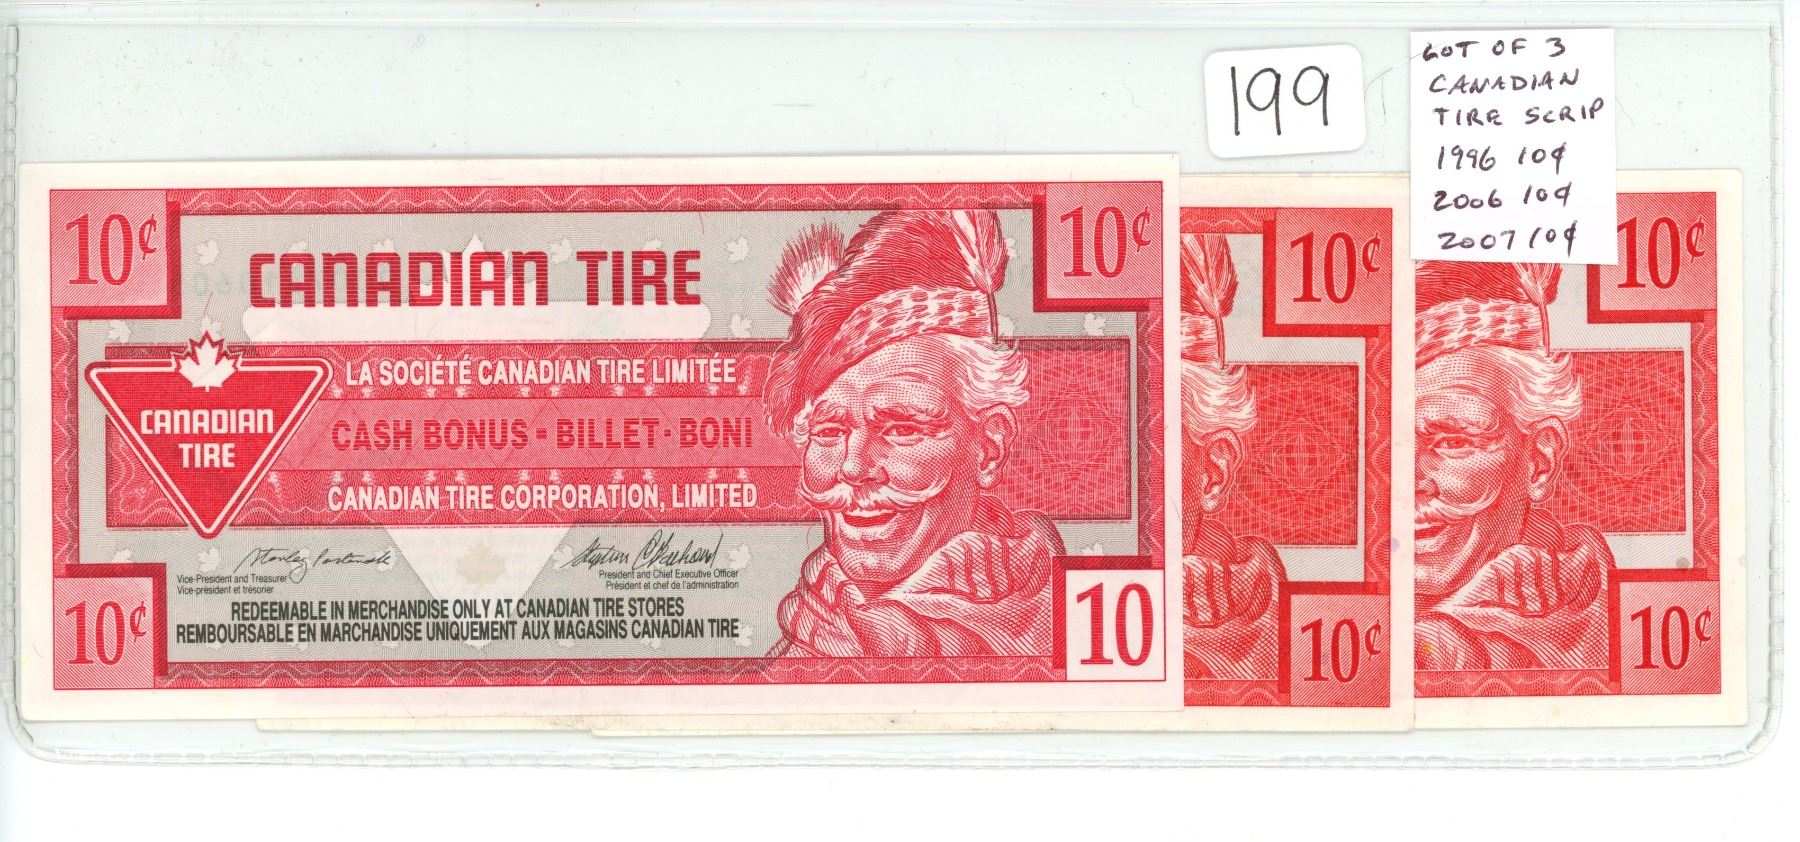 199
LOT OF 3
CANADIAN
TIRE SCRIP
1996 10¢
2006 10¢
2007 10¢
10¢
10¢
CANADIAN TIRE
LA SOCIÉTÉ CANADIAN TIRE LIMITÉE
CANADIAN
TIRE
CASH BONUS - BILLET - BONI
CANADIAN TIRE CORPORATION, LIMITED
Vice-President and Treasurer
Vice-président et trésorier
President and Chief Executive Officer
Président et chef de l'administration
REDEEMABLE IN MERCHANDISE ONLY AT CANADIAN TIRE STORES
REMBOURSABLE EN MARCHANDISE UNIQUEMENT AUX MAGASINS CANADIAN TIRE
10¢
10
10¢
10¢
10¢
10¢